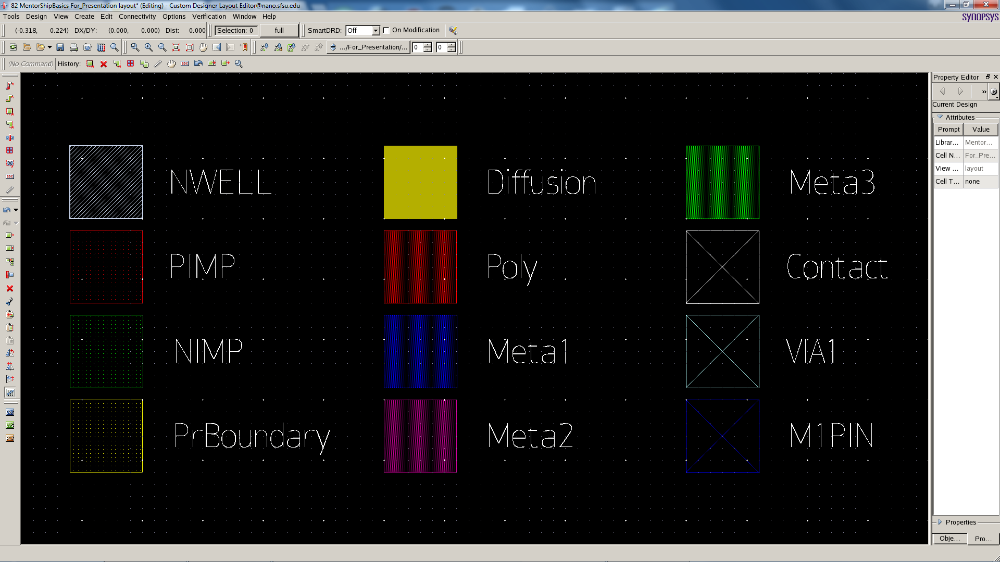 82 MentorShipBasics For_Presentation layout* (Editing) - Custom Designer Layout Editor@nano.sfsu.edu
Tools Design View Create Edit Connectivity Options Verification Window Help
SYNOPSYS
(-0.318, 0.224) DX/DY: (0.000, 0.000) Dist: 0.000 Selection: 0 full SmartDRD: Off On Modification
.../For_Presentation/... 0 0
(No Command) History: abc
Property Editor
»
Current Design
Attributes
Prompt Value
Librar... Mentor...
Cell N... For_Pre...
View ... layout
Cell T... none
abc
DRC
LVS
NWELL Diffusion Meta3
PIMP Poly Contact
NIMP Meta1 VIA1
PrBoundary Meta2 M1PIN
Properties
Obje... Pro...